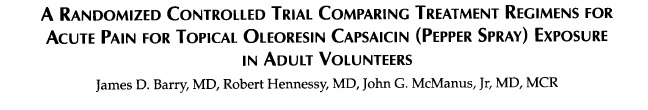 A RANDOMIZED CONTROLLED TRIAL COMPARING TREATMENT REGIMENS FOR
ACUTE PAIN FOR TOPICAL OLEORESIN CAPSAICIN (PEPPER SPRAY) EXPOSURE
IN ADULT VOLUNTEERS
James D. Barry, MD, Robert Hennessy, MD, John G. McManus, Jr, MD, MCR